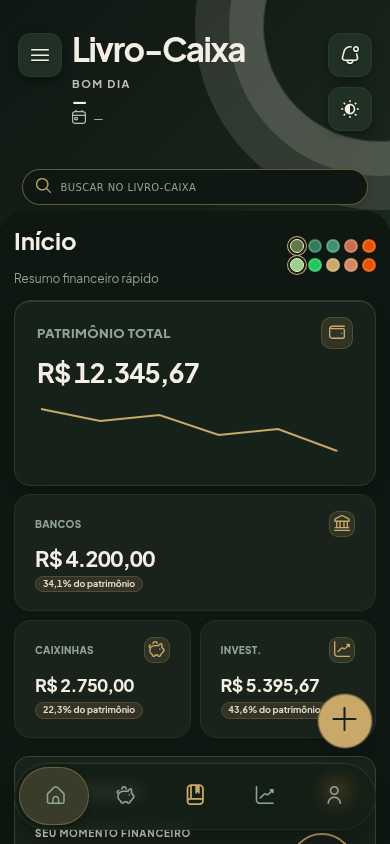 Livro-Caixa
BOM DIA
—
—
BUSCAR NO LIVRO-CAIXA
Início
Resumo financeiro rápido
PATRIMÔNIO TOTAL
R$ 12.345,67
BANCOS
R$ 4.200,00
34,1% do patrimônio
CAIXINHAS
INVEST.
R$ 2.750,00
R$ 5.395,67
22,3% do patrimônio
43,6% do patrimônio
SEU MOMENTO FINANCEIRO